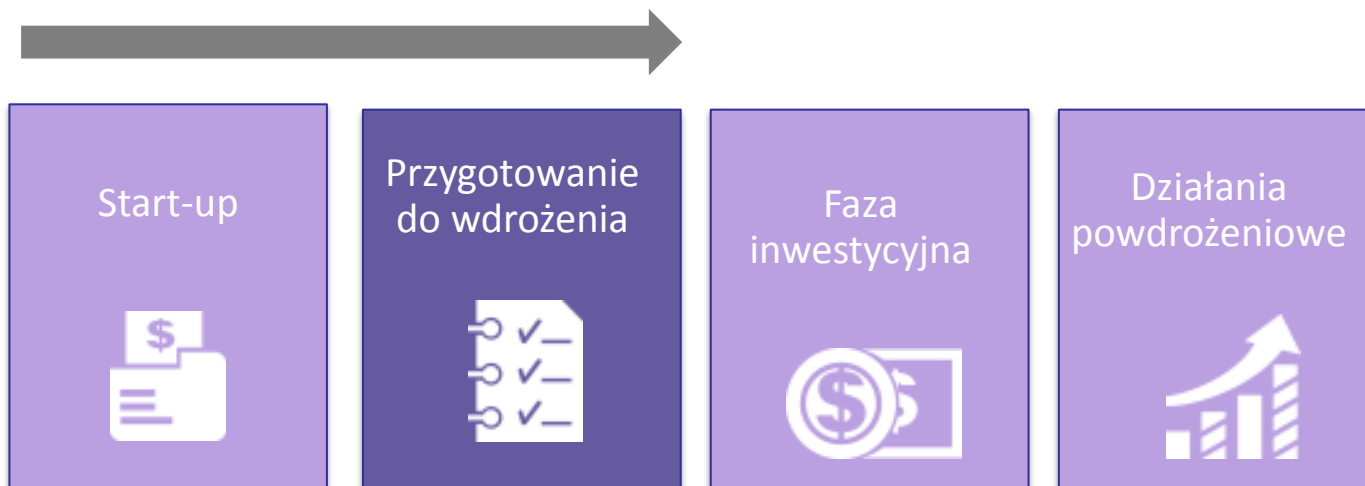 Start-up
Przygotowanie
do wdrożenia
Faza
inwestycyjna
Działania
powdrożeniowe
$
$
$